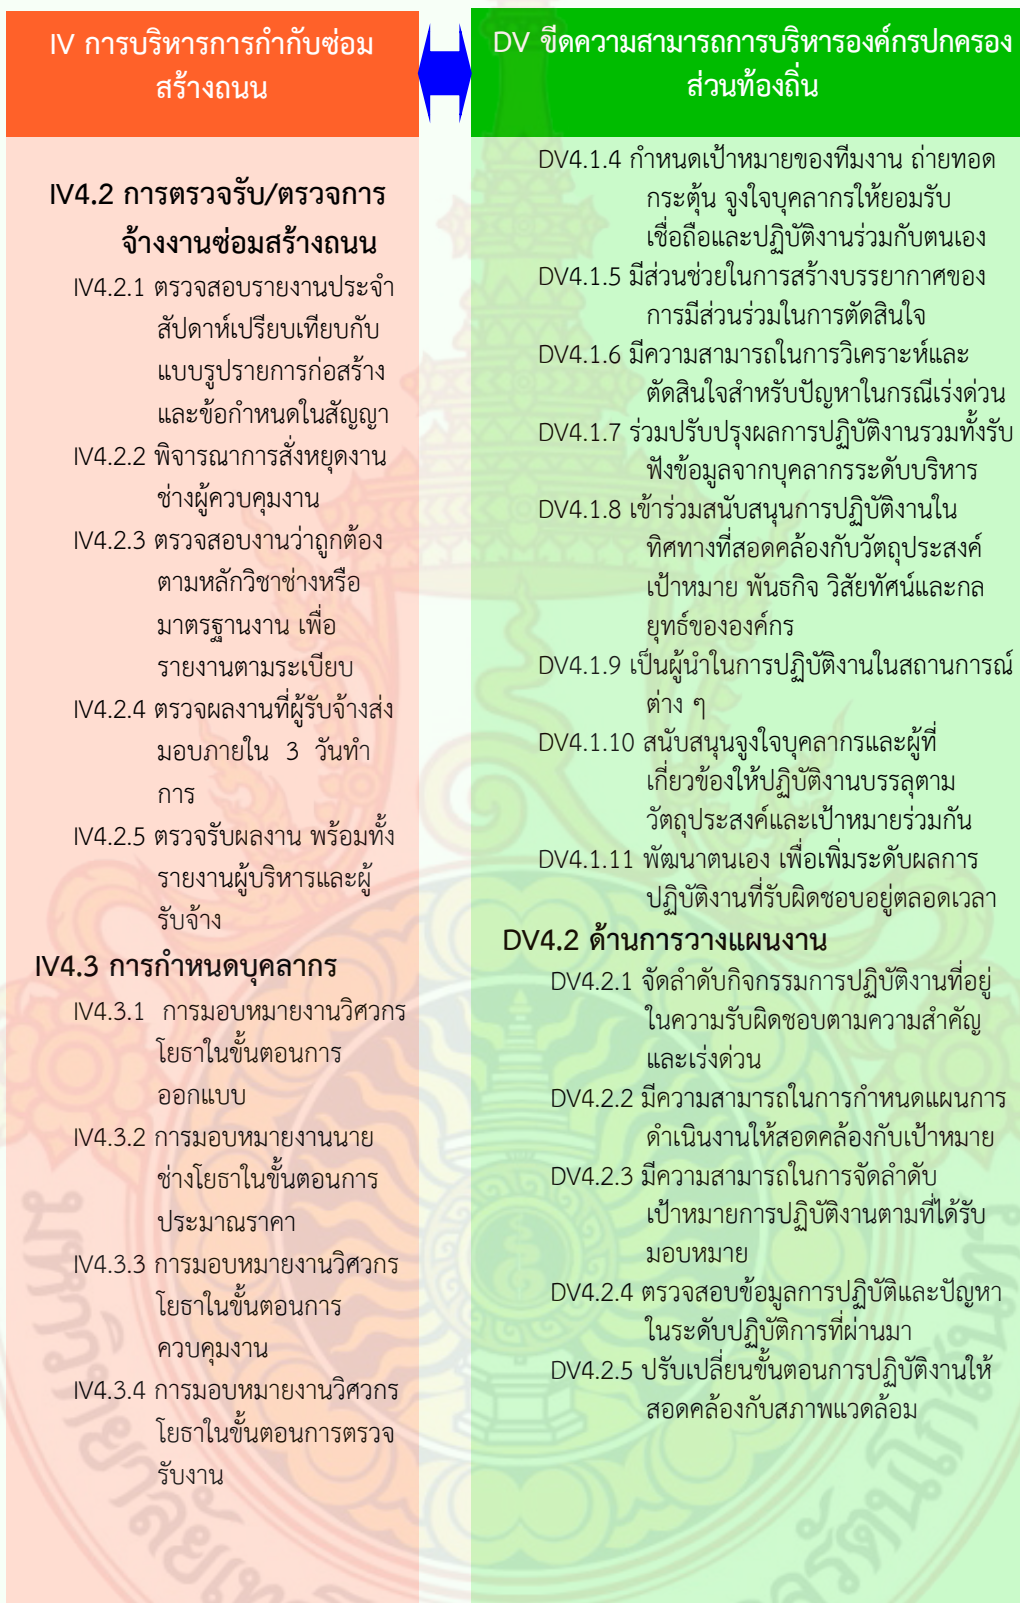 IV การบริหารการกำกับซ่อม
สร้างถนน
IV4.2 การตรวจรับ/ตรวจการ
จ้างงานซ่อมสร้างถนน
IV4.2.1 ตรวจสอบรายงานประจำ
สัปดาห์เปรียบเทียบกับ
แบบรูปรายการก่อสร้าง
และข้อกำหนดในสัญญา
IV4.2.2 พิจารณาการสั่งหยุดงาน
ช่างผู้ควบคุมงาน
IV4.2.3 ตรวจสอบงานว่าถูกต้อง
ตามหลักวิชาช่างหรือ
มาตรฐานงาน เพื่อ
รายงานตามระเบียบ
IV4.2.4 ตรวจผลงานที่ผู้รับจ้างส่ง
มอบภายใน 3 วันทำ
การ
IV4.2.5 ตรวจรับผลงาน พร้อมทั้ง
รายงานผู้บริหารและผู้
รับจ้าง
IV4.3 การกำหนดบุคลากร
IV4.3.1 การมอบหมายงานวิศวกร
โยธาในขั้นตอนการ
ออกแบบ
IV4.3.2 การมอบหมายงานนาย
ช่างโยธาในขั้นตอนการ
ประมาณราคา
IV4.3.3 การมอบหมายงานวิศวกร
โยธาในขั้นตอนการ
ควบคุมงาน
IV4.3.4 การมอบหมายงานวิศวกร
โยธาในขั้นตอนการตรวจ
รับงาน
DV ขีดความสามารถการบริหารองค์กรปกครอง
ส่วนท้องถิ่น
DV4.1.4 กำหนดเป้าหมายของทีมงาน ถ่ายทอด
กระตุ้น จูงใจบุคลากรให้ยอมรับ
เชื่อถือและปฏิบัติงานร่วมกับตนเอง
DV4.1.5 มีส่วนช่วยในการสร้างบรรยากาศของ
การมีส่วนร่วมในการตัดสินใจ
DV4.1.6 มีความสามารถในการวิเคราะห์และ
ตัดสินใจสำหรับปัญหาในกรณีเร่งด่วน
DV4.1.7 ร่วมปรับปรุงผลการปฏิบัติงานรวมทั้งรับ
ฟังข้อมูลจากบุคลากรระดับบริหาร
DV4.1.8 เข้าร่วมสนับสนุนการปฏิบัติงานใน
ทิศทางที่สอดคล้องกับวัตถุประสงค์
เป้าหมาย พันธกิจ วิสัยทัศน์และกล
ยุทธ์ขององค์กร
DV4.1.9 เป็นผู้นำในการปฏิบัติงานในสถานการณ์
ต่าง ๆ
DV4.1.10 สนับสนุนจูงใจบุคลากรและผู้ที่
เกี่ยวข้องให้ปฏิบัติงานบรรลุตาม
วัตถุประสงค์และเป้าหมายร่วมกัน
DV4.1.11 พัฒนาตนเอง เพื่อเพิ่มระดับผลการ
ปฏิบัติงานที่รับผิดชอบอยู่ตลอดเวลา
DV4.2 ด้านการวางแผนงาน
DV4.2.1 จัดลำดับกิจกรรมการปฏิบัติงานที่อยู่
ในความรับผิดชอบตามความสำคัญ
และเร่งด่วน
DV4.2.2 มีความสามารถในการกำหนดแผนการ
ดำเนินงานให้สอดคล้องกับเป้าหมาย
DV4.2.3 มีความสามารถในการจัดลำดับ
เป้าหมายการปฏิบัติงานตามที่ได้รับ
มอบหมาย
DV4.2.4 ตรวจสอบข้อมูลการปฏิบัติและปัญหา
ในระดับปฏิบัติการที่ผ่านมา
DV4.2.5 ปรับเปลี่ยนขั้นตอนการปฏิบัติงานให้
สอดคล้องกับสภาพแวดล้อม